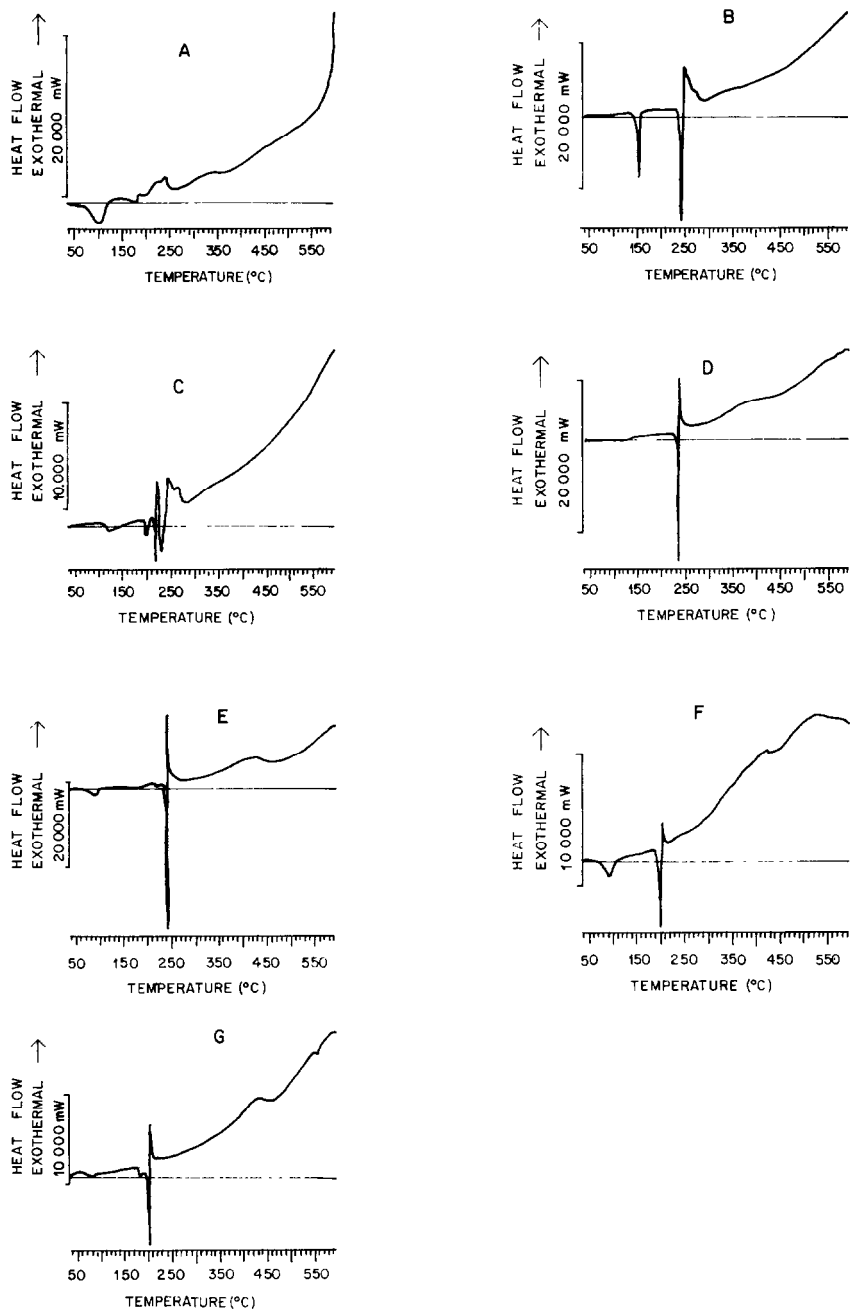 A
HEAT FLOW
EXOTHERMAL
20 000 mW
50 150 250 350 450 550
TEMPERATURE (°C)
B
HEAT FLOW
EXOTHERMAL
20 000 mW
50 150 250 350 450 550
TEMPERATURE (°C)
C
HEAT FLOW
EXOTHERMAL
10.000 mW
50 150 250 350 450 550
TEMPERATURE (°C)
D
HEAT FLOW
EXOTHERMAL
20 000 mW
50 150 250 350 450 550
TEMPERATURE (°C)
E
HEAT FLOW
EXOTHERMAL
20 000 mW
50 150 250 350 450 550
TEMPERATURE (°C)
F
HEAT FLOW
EXOTHERMAL
10 000 mW
50 150 250 350 450 550
TEMPERATURE (°C)
G
HEAT FLOW
EXOTHERMAL
10 000 mW
50 150 250 350 450 550
TEMPERATURE (°C)